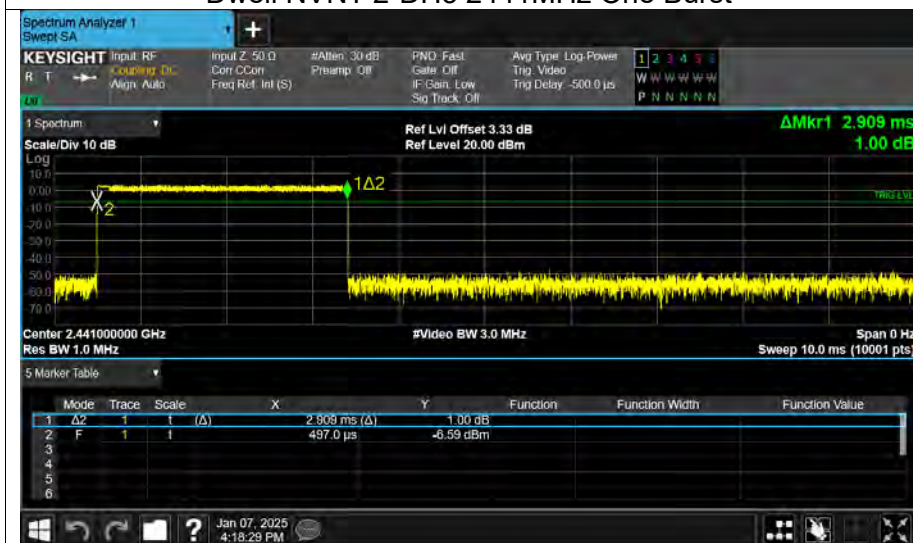 Dwell NVNT 2-DH5 2441MHz One Burst
Spectrum Analyzer 1
Swept SA
+
KEYSIGHT Input: RF Input Z: 50 Ω #Atten: 30 dB PNO: Fast Avg Type: Log-Power 1 2 3 4 5 6
R T Coupling: DC Corr CCorr Preamp: Off Gate: Off Trig: Video W W W W W W
Align: Auto Freq Ref: Int (S) IF Gain: Low Trig Delay: -500.0 µs P N N N N N
Sig Track: Off
1 Spectrum Ref Lvl Offset 3.33 dB ΔMkr1 2.909 ms
Scale/Div 10 dB Ref Level 20.00 dBm 1.00 dB
Log
10.0
0.00 1Δ2 TRIG LVL
-10.0 2
-20.0
-30.0
-40.0
-50.0
-60.0
-70.0
Center 2.441000000 GHz #Video BW 3.0 MHz Span 0 Hz
Res BW 1.0 MHz Sweep 10.0 ms (10001 pts)
5 Marker Table
Mode Trace Scale X Y Function Function Width Function Value
1 Δ2 1 t (Δ) 2.909 ms (Δ) 1.00 dB
2 F 1 t 497.0 µs -6.59 dBm
3
4
5
6
? Jan 07, 2025
4:18:29 PM